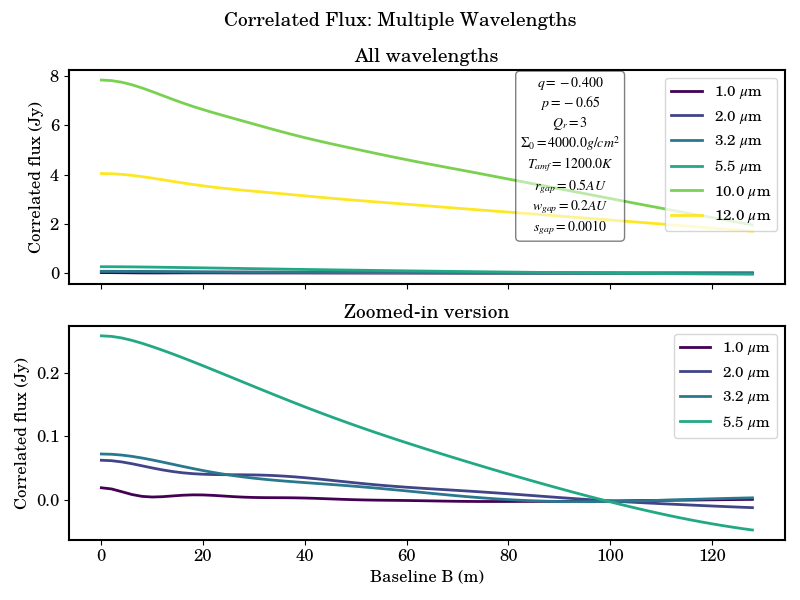 Correlated Flux: Multiple Wavelengths
All wavelengths
Correlated flux (Jy)
8
6
4
2
0
q = −0.400
p = −0.65
Q_r = 3
Σ_0 = 4000.0g/cm^2
T_amf = 1200.0K
r_gap = 0.5AU
w_gap = 0.2AU
s_gap = 0.0010
1.0 μm
2.0 μm
3.2 μm
5.5 μm
10.0 μm
12.0 μm
Zoomed-in version
Correlated flux (Jy)
0.2
0.1
0.0
1.0 μm
2.0 μm
3.2 μm
5.5 μm
0 20 40 60 80 100 120
Baseline B (m)